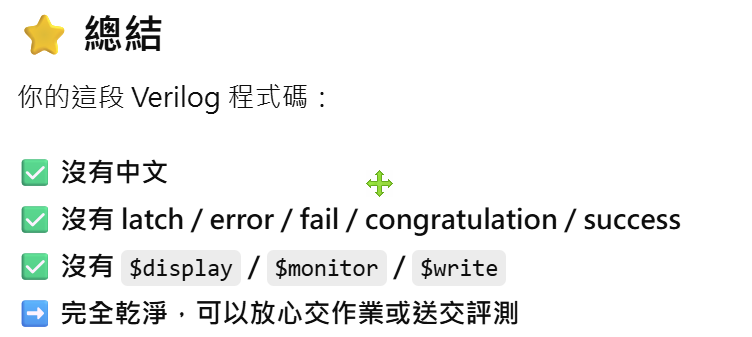 ⭐ 總結
你的這段 Verilog 程式碼：
✅ 沒有中文
✅ 沒有 latch / error / fail / congratulation / success
✅ 沒有 $display / $monitor / $write
➡️ 完全乾淨，可以放心交作業或送交評測